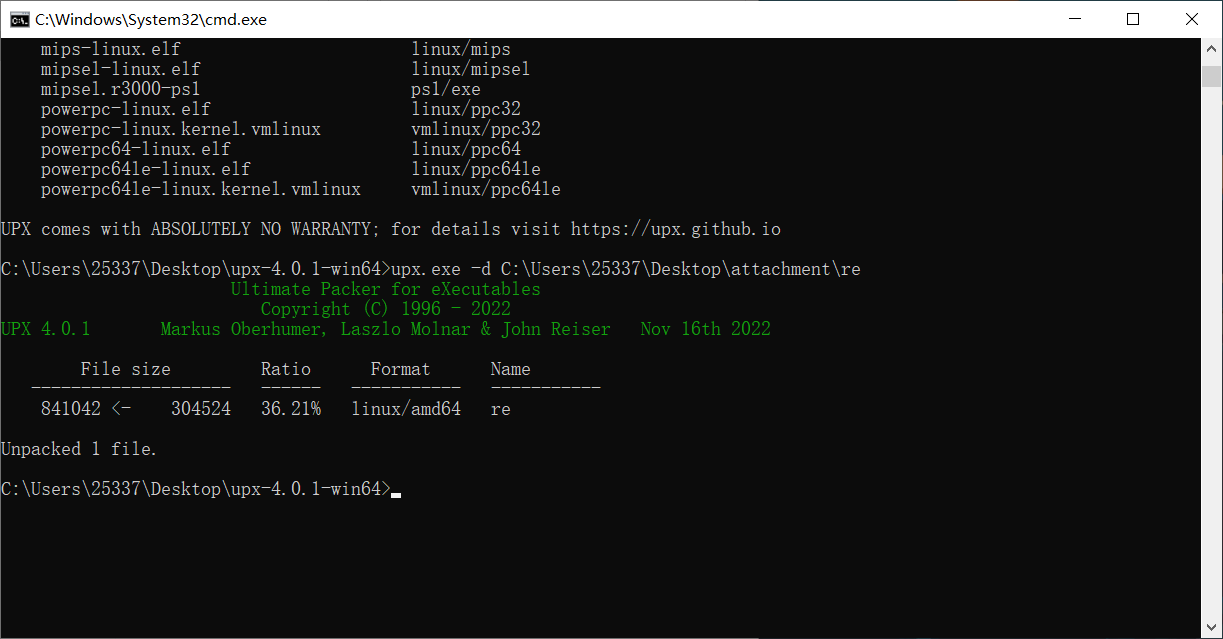 C:\Windows\System32\cmd.exe
mips-linux.elf linux/mips
mipsel-linux.elf linux/mipsel
mipsel.r3000-ps1 ps1/exe
powerpc-linux.elf linux/ppc32
powerpc-linux.kernel.vmlinux vmlinux/ppc32
powerpc64-linux.elf linux/ppc64
powerpc64le-linux.elf linux/ppc64le
powerpc64le-linux.kernel.vmlinux vmlinux/ppc64le
UPX comes with ABSOLUTELY NO WARRANTY; for details visit https://upx.github.io
C:\Users\25337\Desktop\upx-4.0.1-win64>upx.exe -d C:\Users\25337\Desktop\attachment\re
Ultimate Packer for eXecutables
Copyright (C) 1996 - 2022
UPX 4.0.1 Markus Oberhumer, Laszlo Molnar & John Reiser Nov 16th 2022
File size Ratio Format Name
-------------------- ------ ----------- -----------
841042 <- 304524 36.21% linux/amd64 re
Unpacked 1 file.
C:\Users\25337\Desktop\upx-4.0.1-win64>